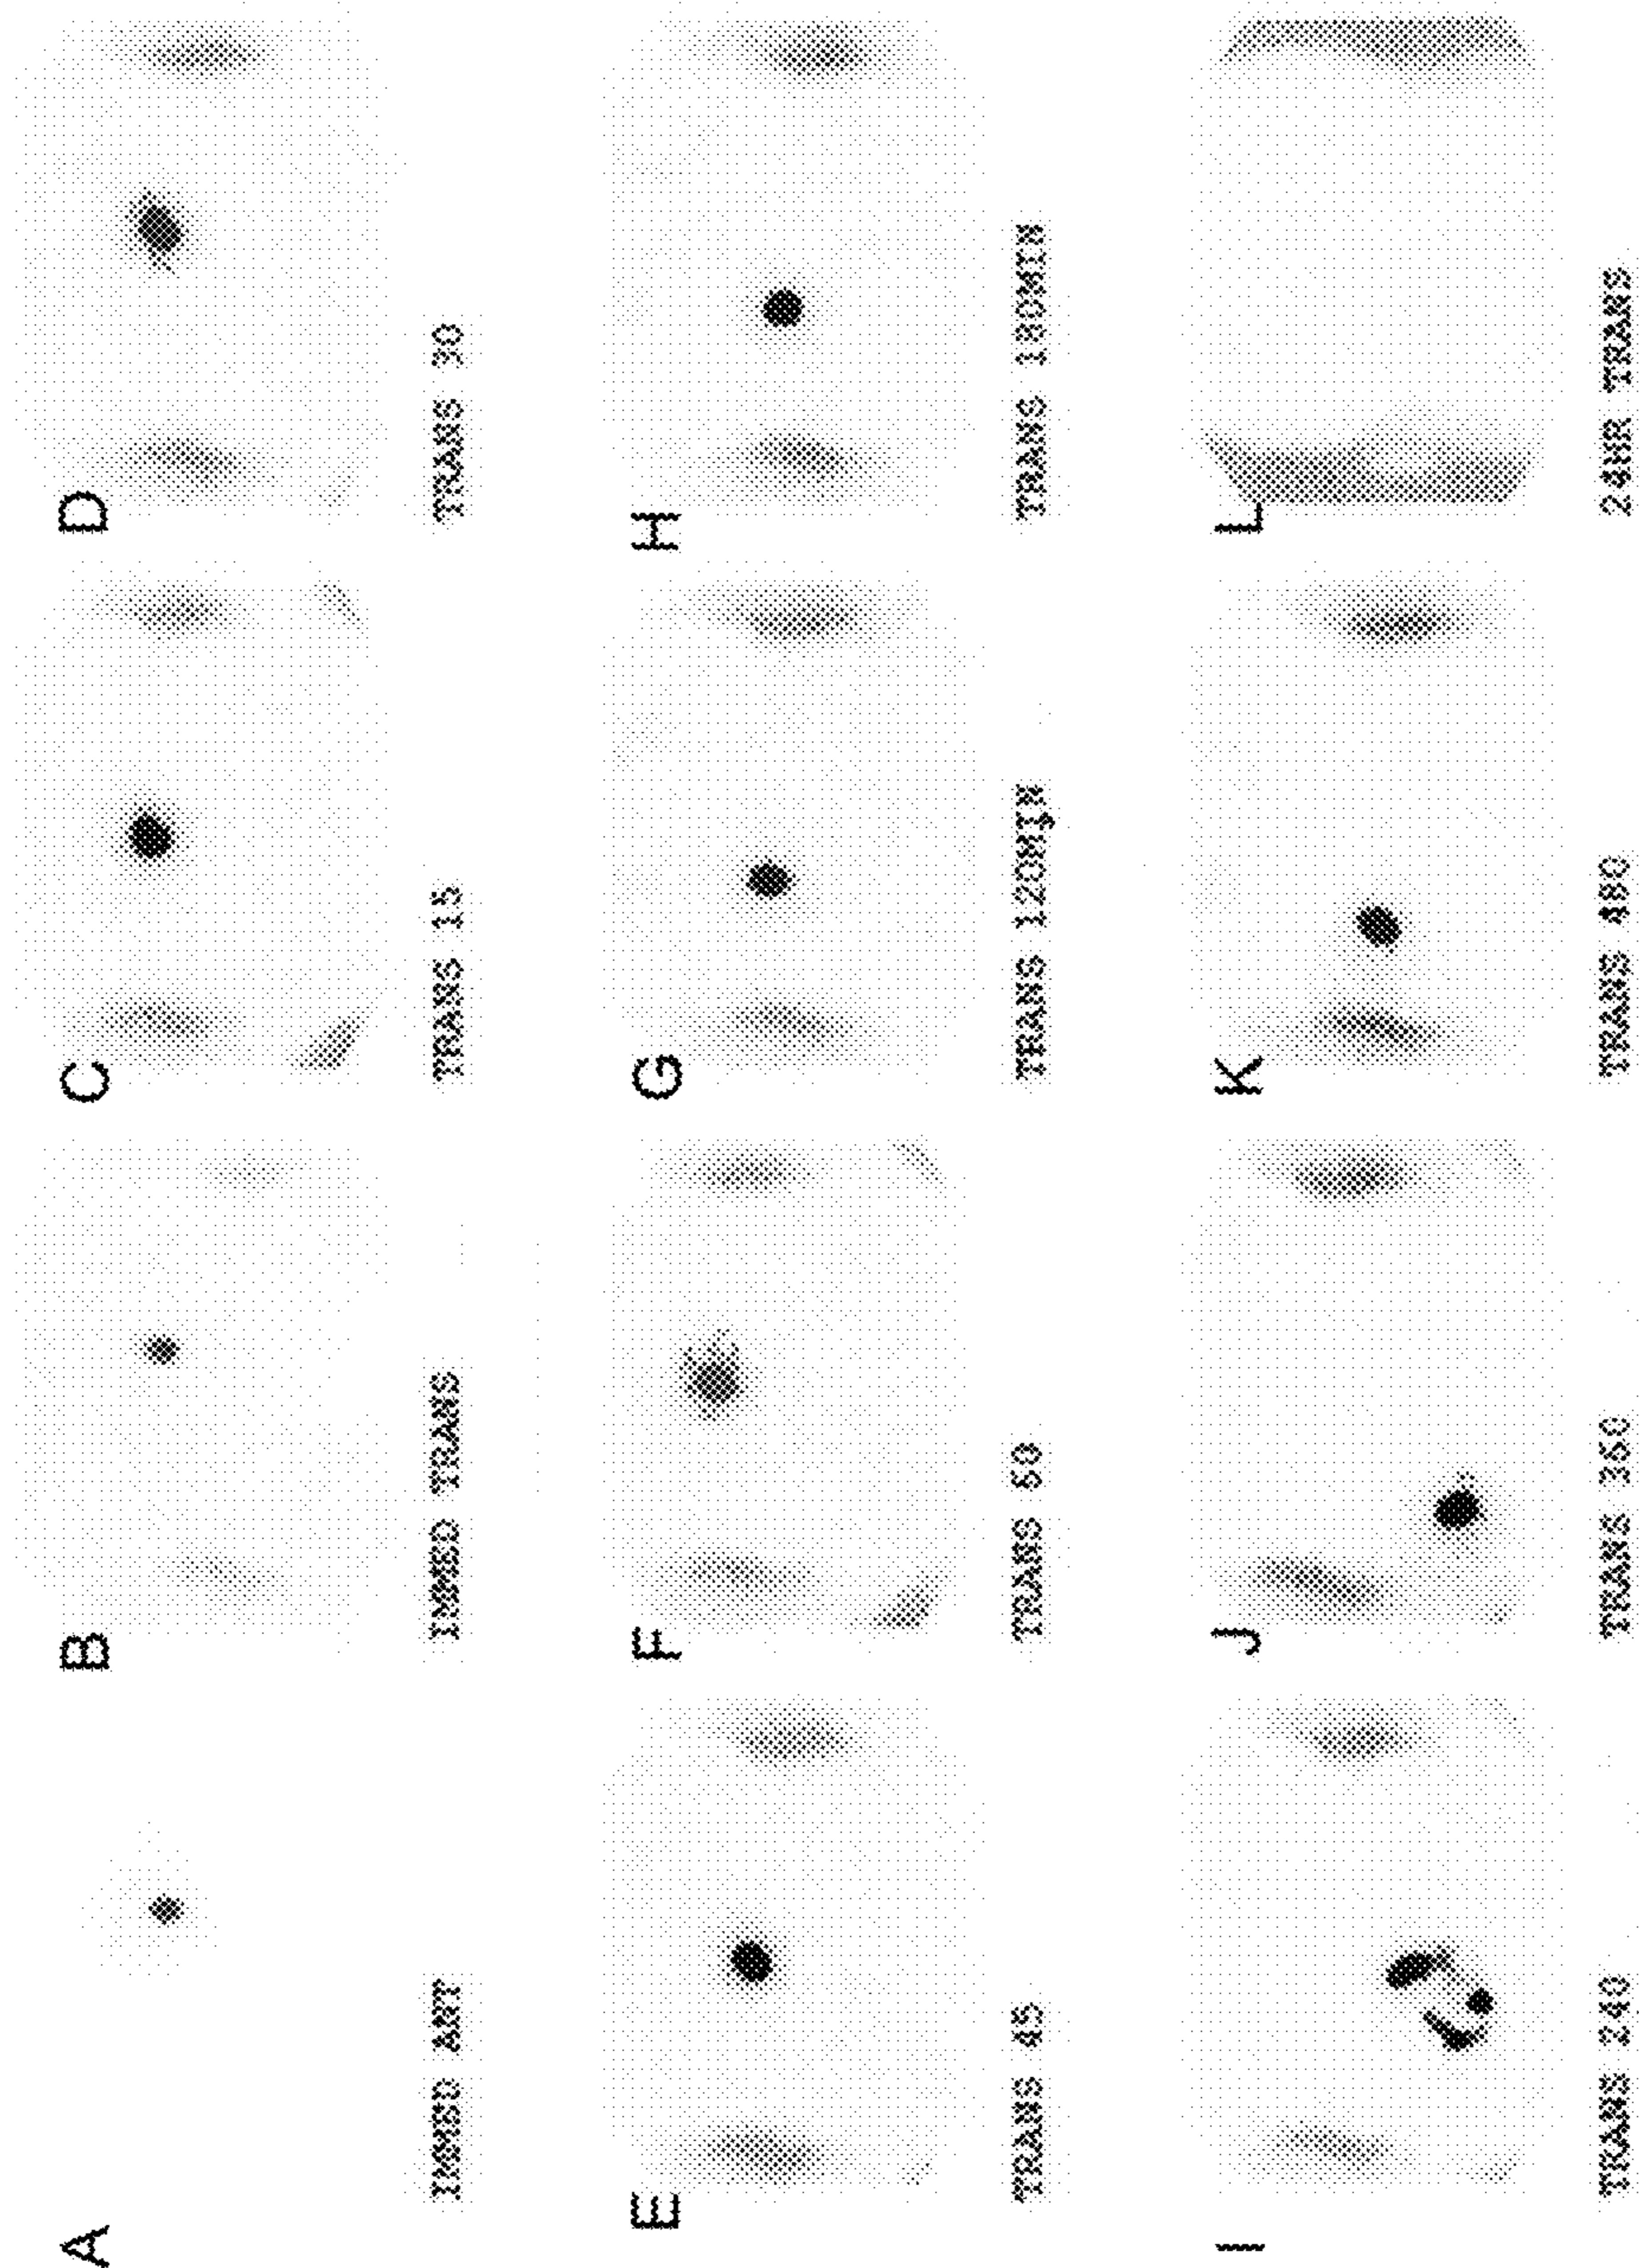 A
IMMED ANT
B
IMMED TRANS
C
TRANS 15
D
TRANS 30
E
TRANS 45
F
TRANS 60
G
TRANS 120MIN
H
TRANS 180MIN
I
TRANS 240
J
TRANS 360
K
TRANS 480
L
24HR TRANS